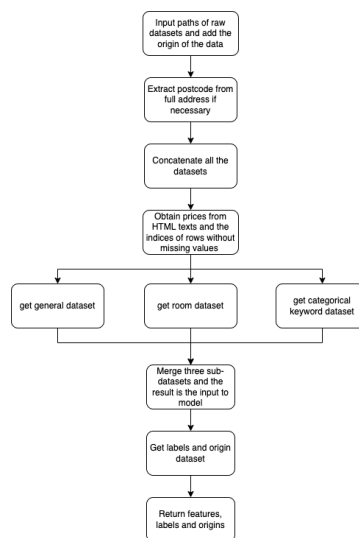 Input paths of raw
datasets and add the
origin of the data
Extract postcode from
full address if
necessary
Concatenate all the
datasets
Obtain prices from
HTML texts and the
indices of rows without
missing values
get general dataset
get room dataset
get categorical
keyword dataset
Merge three sub-
datasets and the
result is the input to
model
Get labels and origin
dataset
Return features,
labels and origins